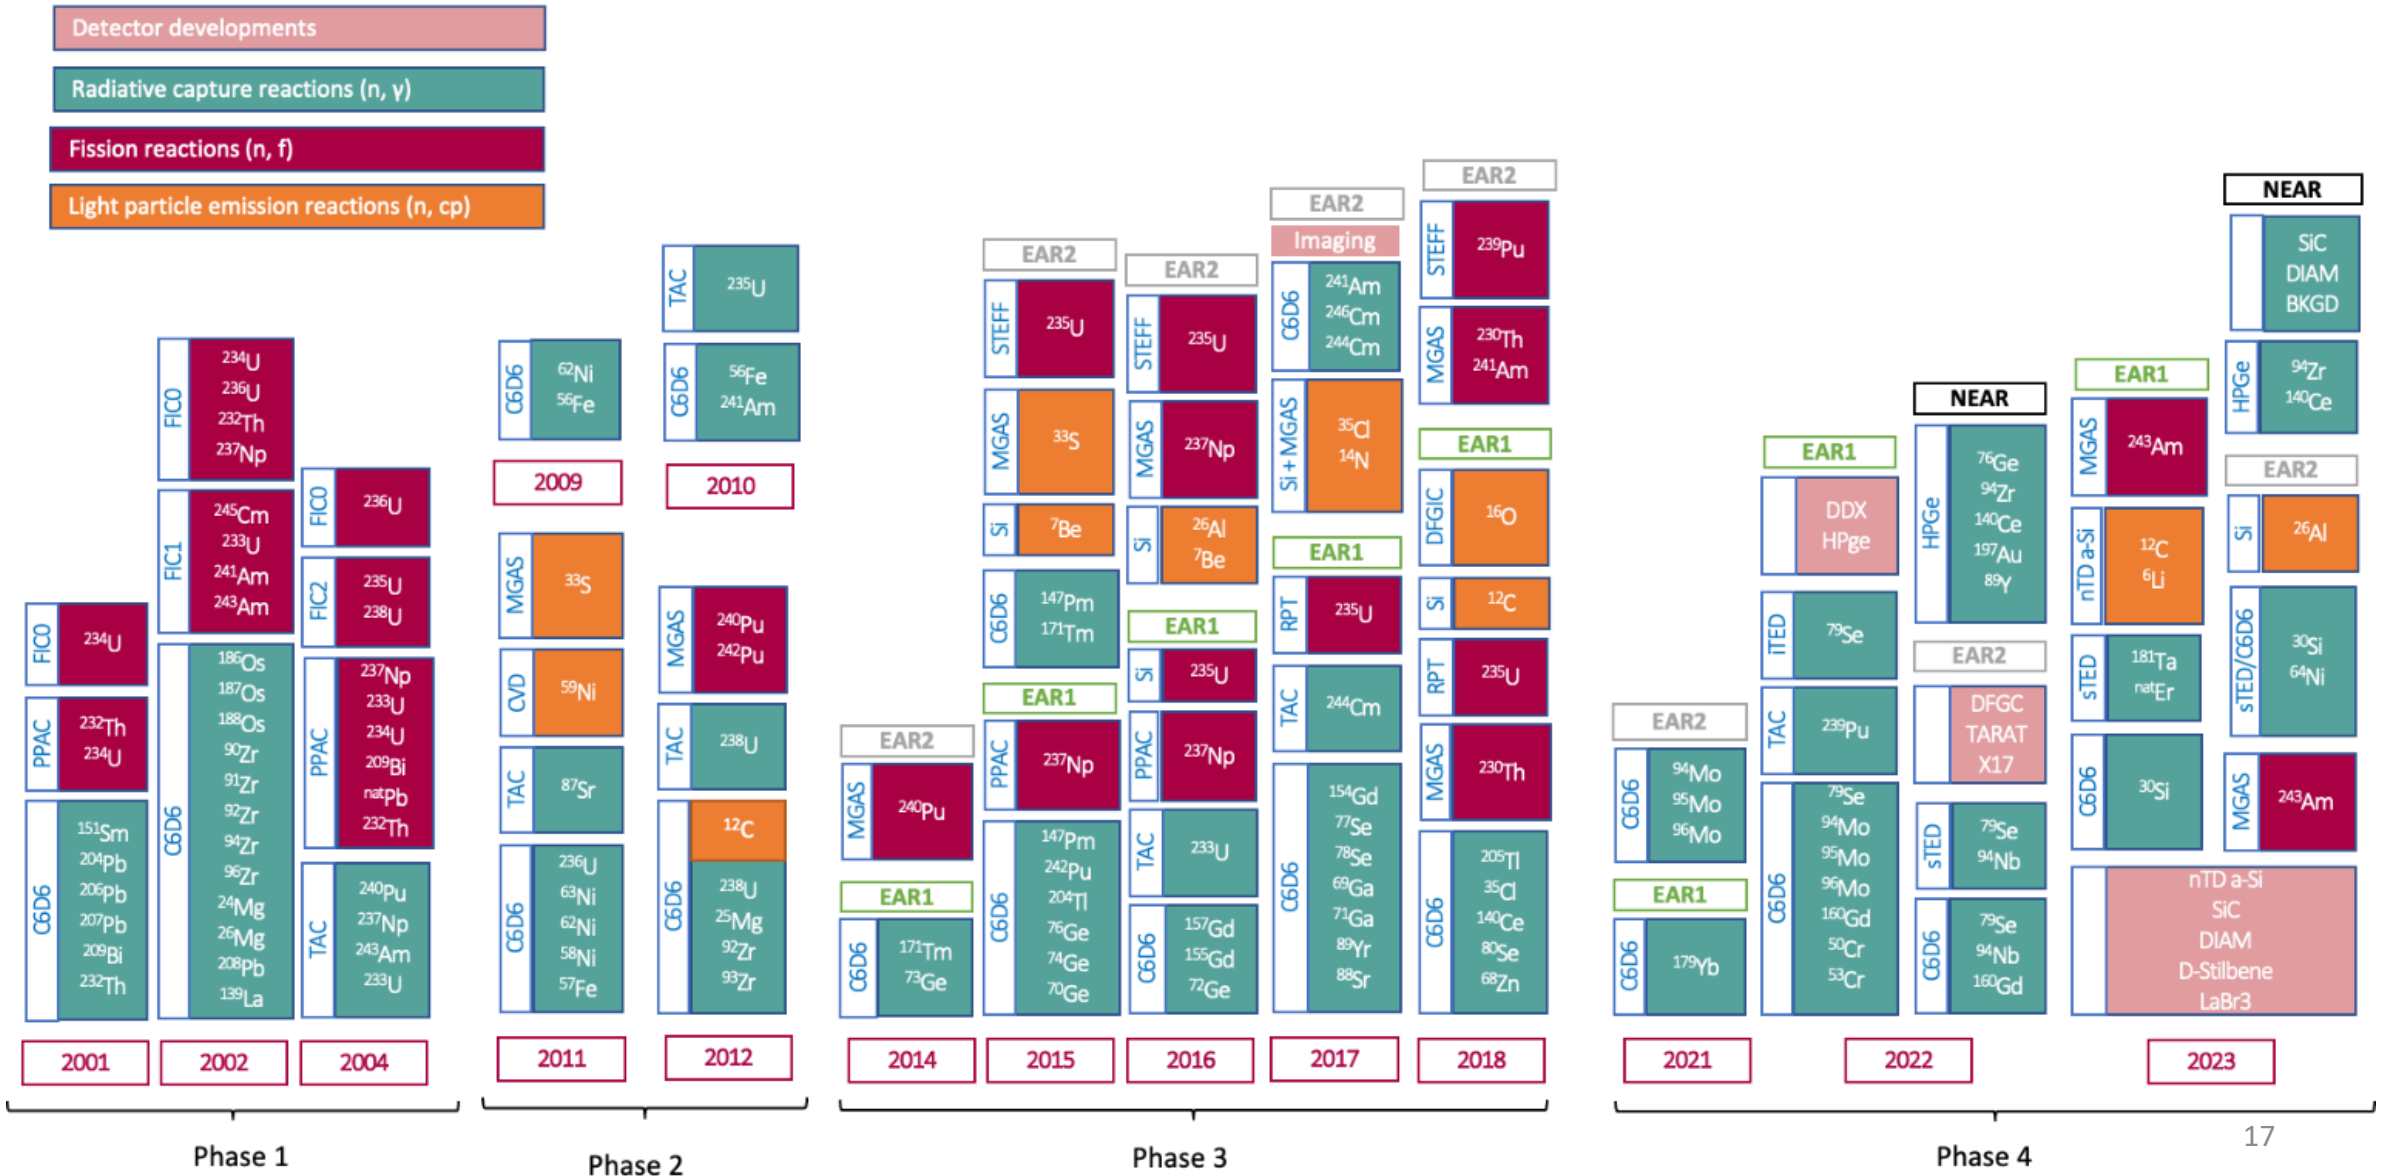 Detector developments
Radiative capture reactions (n, γ)
Fission reactions (n, f)
Light particle emission reactions (n, cp)
FIC0
²³⁴U
PPAC
²³²Th
²³⁴U
C6D6
¹⁵¹Sm
²⁰⁴Pb
²⁰⁶Pb
²⁰⁷Pb
²⁰⁹Bi
²³²Th
2001
FIC0
²³⁴U
²³⁶U
²³²Th
²³⁷Np
FIC1
²⁴⁵Cm
²³³U
²⁴¹Am
²⁴³Am
C6D6
¹⁸⁶Os
¹⁸⁷Os
¹⁸⁸Os
⁹⁰Zr
⁹¹Zr
⁹²Zr
⁹⁴Zr
⁹⁶Zr
²⁴Mg
²⁶Mg
²⁰⁸Pb
¹³⁹La
2002
FIC0
²³⁶U
FIC2
²³⁵U
²³⁸U
PPAC
²³⁷Np
²³³U
²³⁴U
²⁰⁹Bi
ⁿᵃᵗPb
²³²Th
TAC
²⁴⁰Pu
²³⁷Np
²⁴³Am
²³³U
2004
Phase 1
C6D6
⁶²Ni
⁵⁶Fe
2009
MGAS
³³S
CVD
⁵⁹Ni
TAC
⁸⁷Sr
C6D6
²³⁶U
⁶³Ni
⁶²Ni
⁵⁸Ni
⁵⁷Fe
2011
TAC
²³⁵U
C6D6
⁵⁶Fe
²⁴¹Am
2010
MGAS
²⁴⁰Pu
²⁴²Pu
TAC
²³⁸U
C6D6
¹²C
²³⁸U
²⁵Mg
⁹²Zr
⁹³Zr
2012
Phase 2
EAR2
MGAS
²⁴⁰Pu
EAR1
C6D6
¹⁷¹Tm
⁷³Ge
2014
EAR2
STEFF
²³⁵U
MGAS
³³S
Si
⁷Be
C6D6
¹⁴⁷Pm
¹⁷¹Tm
EAR1
PPAC
²³⁷Np
C6D6
¹⁴⁷Pm
²⁴²Pu
²⁰⁴Tl
⁷⁶Ge
⁷⁴Ge
⁷⁰Ge
2015
EAR2
STEFF
²³⁵U
MGAS
²³⁷Np
Si
²⁶Al
⁷Be
EAR1
Si
²³⁵U
PPAC
²³⁷Np
TAC
²³³U
C6D6
¹⁵⁷Gd
¹⁵⁵Gd
⁷²Ge
2016
EAR2
Imaging
C6D6
²⁴¹Am
²⁴⁶Cm
²⁴⁴Cm
Si + MGAS
³⁵Cl
¹⁴N
EAR1
RPT
²³⁵U
TAC
²⁴⁴Cm
C6D6
¹⁵⁴Gd
⁷⁷Se
⁷⁸Se
⁶⁹Ga
⁷¹Ga
⁸⁹Yr
⁸⁸Sr
2017
EAR2
STEFF
²³⁹Pu
MGAS
²³⁰Th
²⁴¹Am
EAR1
DFGIC
¹⁶O
Si
¹²C
RPT
²³⁵U
MGAS
²³⁰Th
C6D6
²⁰⁵Tl
³⁵Cl
¹⁴⁰Ce
⁸⁰Se
⁶⁸Zn
2018
Phase 3
EAR2
C6D6
⁹⁴Mo
⁹⁵Mo
⁹⁶Mo
EAR1
C6D6
¹⁷⁹Yb
2021
EAR1
DDX
HPge
iTED
⁷⁹Se
TAC
²³⁹Pu
C6D6
⁷⁹Se
⁹⁴Mo
⁹⁵Mo
⁹⁶Mo
¹⁶⁰Gd
⁵⁰Cr
⁵³Cr
NEAR
HPGe
⁷⁶Ge
⁹⁴Zr
¹⁴⁰Ce
¹⁹⁷Au
⁸⁹Y
EAR2
DFGC
TARAT
X17
sTED
⁷⁹Se
⁹⁴Nb
C6D6
⁷⁹Se
⁹⁴Nb
¹⁶⁰Gd
2022
EAR1
MGAS
²⁴³Am
nTD a-Si
¹²C
⁶Li
sTED
¹⁸¹Ta
ⁿᵃᵗEr
C6D6
³⁰Si
NEAR
SiC
DIAM
BKGD
HPGe
⁹⁴Zr
¹⁴⁰Ce
EAR2
Si
²⁶Al
sTED/C6D6
³⁰Si
⁶⁴Ni
MGAS
²⁴³Am
nTD a-Si
SiC
DIAM
D-Stilbene
LaBr3
2023
Phase 4
17